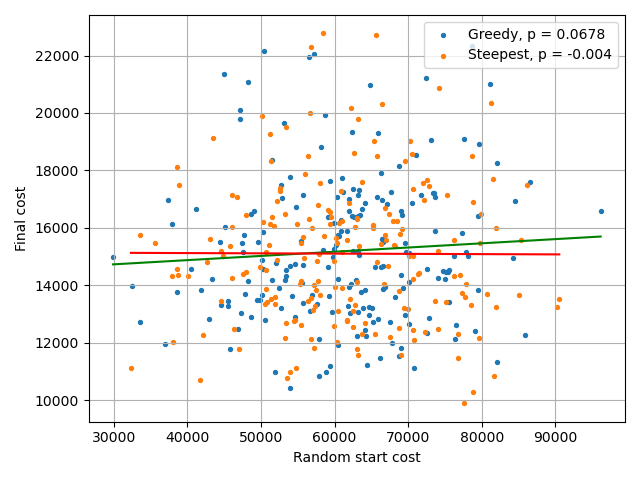 Greedy, p = 0.0678
Steepest, p = -0.004
22000
20000
18000
16000
14000
12000
10000
Final cost
30000 40000 50000 60000 70000 80000 90000
Random start cost